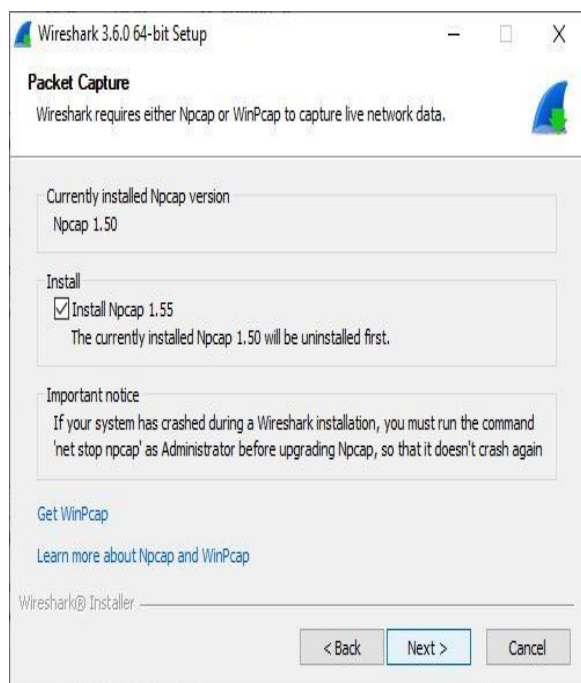 Wireshark 3.6.0 64-bit Setup
Packet Capture
Wireshark requires either Npcap or WinPcap to capture live network data.
Currently installed Npcap version
Npcap 1.50
Install
Install Npcap 1.55
The currently installed Npcap 1.50 will be uninstalled first.
Important notice
If your system has crashed during a Wireshark installation, you must run the command
'net stop npcap' as Administrator before upgrading Npcap, so that it doesn't crash again
Get WinPcap
Learn more about Npcap and WinPcap
Wireshark® Installer
< Back Next > Cancel